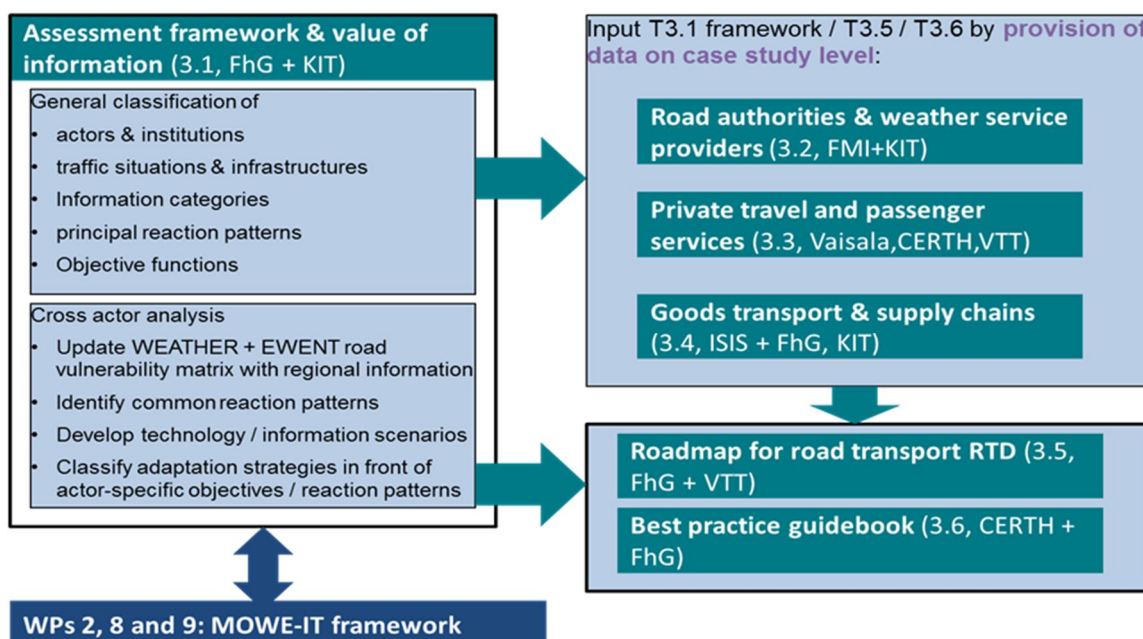 Assessment framework & value of
information (3.1, FhG + KIT)
General classification of
• actors & institutions
• traffic situations & infrastructures
• Information categories
• principal reaction patterns
• Objective functions
Cross actor analysis
• Update WEATHER + EWENT road
vulnerability matrix with regional information
• Identify common reaction patterns
• Develop technology / information scenarios
• Classify adaptation strategies in front of
actor-specific objectives / reaction patterns
WPs 2, 8 and 9: MOWE-IT framework
Input T3.1 framework / T3.5 / T3.6 by provision of
data on case study level:
Road authorities & weather service
providers (3.2, FMI+KIT)
Private travel and passenger
services (3.3, Vaisala,CERTH,VTT)
Goods transport & supply chains
(3.4, ISIS + FhG, KIT)
Roadmap for road transport RTD (3.5,
FhG + VTT)
Best practice guidebook (3.6, CERTH +
FhG)